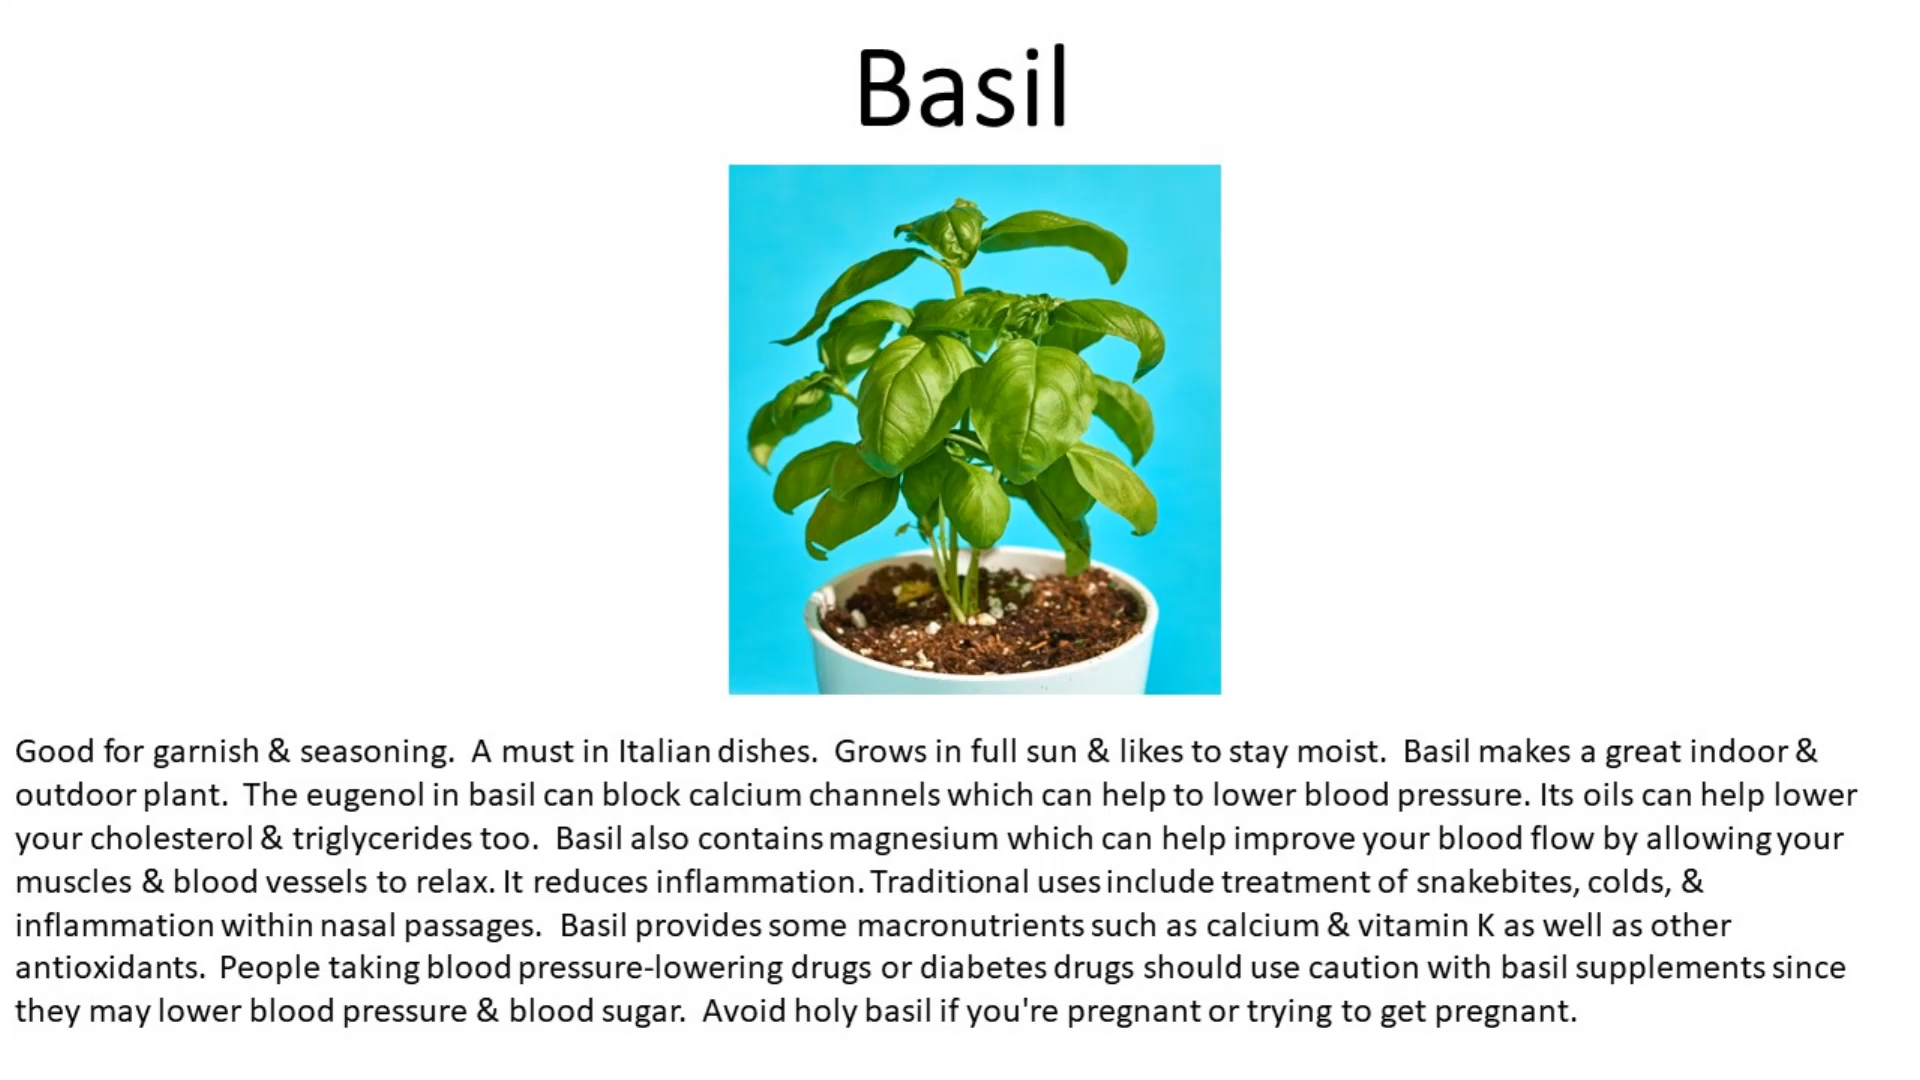 Basil
Good for garnish & seasoning.  A must in Italian dishes.  Grows in full sun & likes to stay moist.  Basil makes a great indoor &
outdoor plant.  The eugenol in basil can block calcium channels which can help to lower blood pressure. Its oils can help lower
your cholesterol & triglycerides too.  Basil also contains magnesium which can help improve your blood flow by allowing your
muscles & blood vessels to relax. It reduces inflammation. Traditional uses include treatment of snakebites, colds, &
inflammation within nasal passages.  Basil provides some macronutrients such as calcium & vitamin K as well as other
antioxidants.  People taking blood pressure-lowering drugs or diabetes drugs should use caution with basil supplements since
they may lower blood pressure & blood sugar.  Avoid holy basil if you're pregnant or trying to get pregnant.